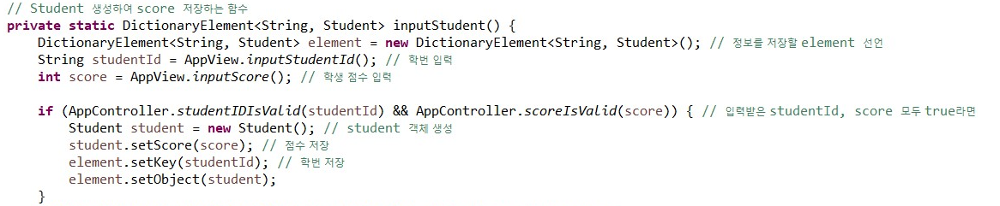 // Student 생성하여 score 저장하는 함수
private static DictionaryElement<String, Student> inputStudent() {
    DictionaryElement<String, Student> element = new DictionaryElement<String, Student>(); // 정보를 저장할 element 선언
    String studentId = AppView.inputStudentId(); // 학번 입력
    int score = AppView.inputScore(); // 학생 점수 입력

    if (AppController.studentIDIsValid(studentId) && AppController.scoreIsValid(score)) { // 입력받은 studentId, score 모두 true라면
        Student student = new Student(); // student 객체 생성
        student.setScore(score); // 점수 저장
        element.setKey(studentId); // 학번 저장
        element.setObject(student);
    }